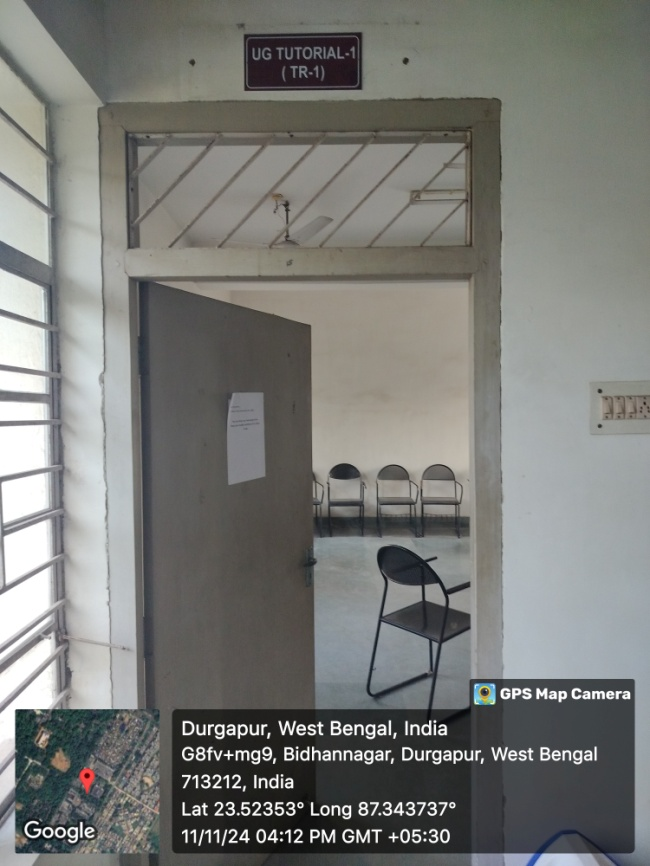 UG TUTORIAL-1
( TR-1)
GPS Map Camera
Durgapur, West Bengal, India
G8fv+mg9, Bidhannagar, Durgapur, West Bengal
713212, India
Lat 23.52353° Long 87.343737°
11/11/24 04:12 PM GMT +05:30
Google